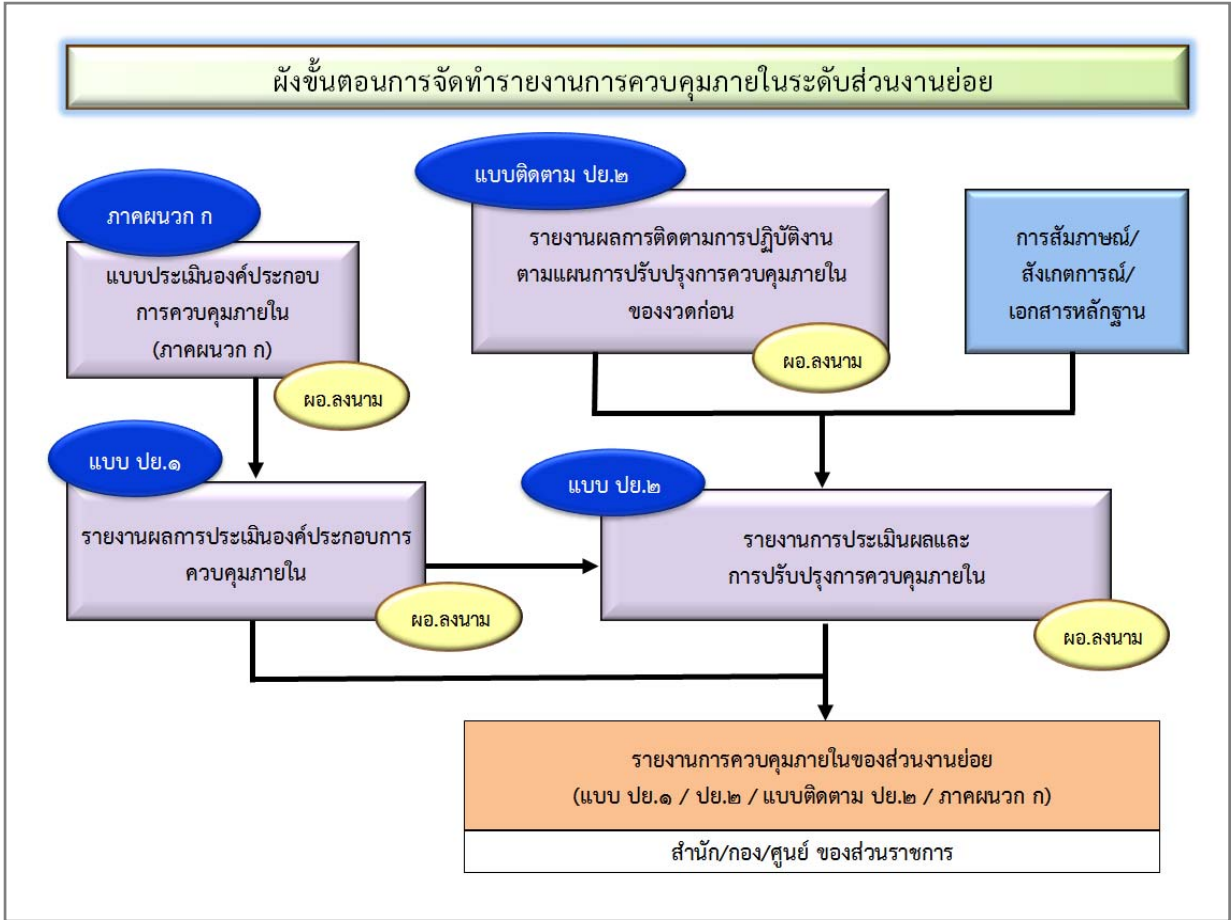 ผังขั้นตอนการจัดทำรายงานการควบคุมภายในระดับส่วนงานย่อย
ภาคผนวก ก
แบบประเมินองค์ประกอบ
การควบคุมภายใน
(ภาคผนวก ก)
ผอ.ลงนาม
แบบติดตาม ปย.๒
รายงานผลการติดตามการปฏิบัติงาน
ตามแผนการปรับปรุงการควบคุมภายใน
ของงวดก่อน
ผอ.ลงนาม
การสัมภาษณ์/
สังเกตการณ์/
เอกสารหลักฐาน
แบบ ปย.๑
รายงานผลการประเมินองค์ประกอบการ
ควบคุมภายใน
ผอ.ลงนาม
แบบ ปย.๒
รายงานการประเมินผลและ
การปรับปรุงการควบคุมภายใน
ผอ.ลงนาม
รายงานการควบคุมภายในของส่วนงานย่อย
(แบบ ปย.๑ / ปย.๒ / แบบติดตาม ปย.๒ / ภาคผนวก ก)
สำนัก/กอง/ศูนย์ ของส่วนราชการ